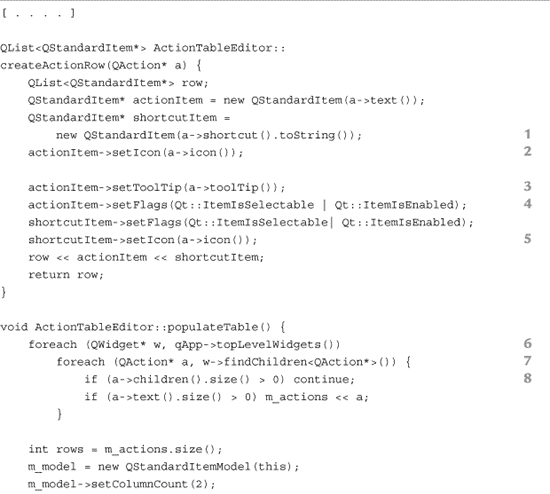 [ . . . . ]
QList<QStandardItem*> ActionTableEditor::
createActionRow(QAction* a) {
    QList<QStandardItem*> row;
    QStandardItem* actionItem = new QStandardItem(a->text());
    QStandardItem* shortcutItem =
        new QStandardItem(a->shortcut().toString()); 1
    actionItem->setIcon(a->icon()); 2
    actionItem->setToolTip(a->toolTip()); 3
    actionItem->setFlags(Qt::ItemIsSelectable | Qt::ItemIsEnabled); 4
    shortcutItem->setFlags(Qt::ItemIsSelectable| Qt::ItemIsEnabled);
    shortcutItem->setIcon(a->icon()); 5
    row << actionItem << shortcutItem;
    return row;
}
void ActionTableEditor::populateTable() {
    foreach (QWidget* w, qApp->topLevelWidgets()) 6
        foreach (QAction* a, w->findChildren<QAction*>()) { 7
            if (a->children().size() > 0) continue; 8
            if (a->text().size() > 0) m_actions << a;
        }
    int rows = m_actions.size();
    m_model = new QStandardItemModel(this);
    m_model->setColumnCount(2);